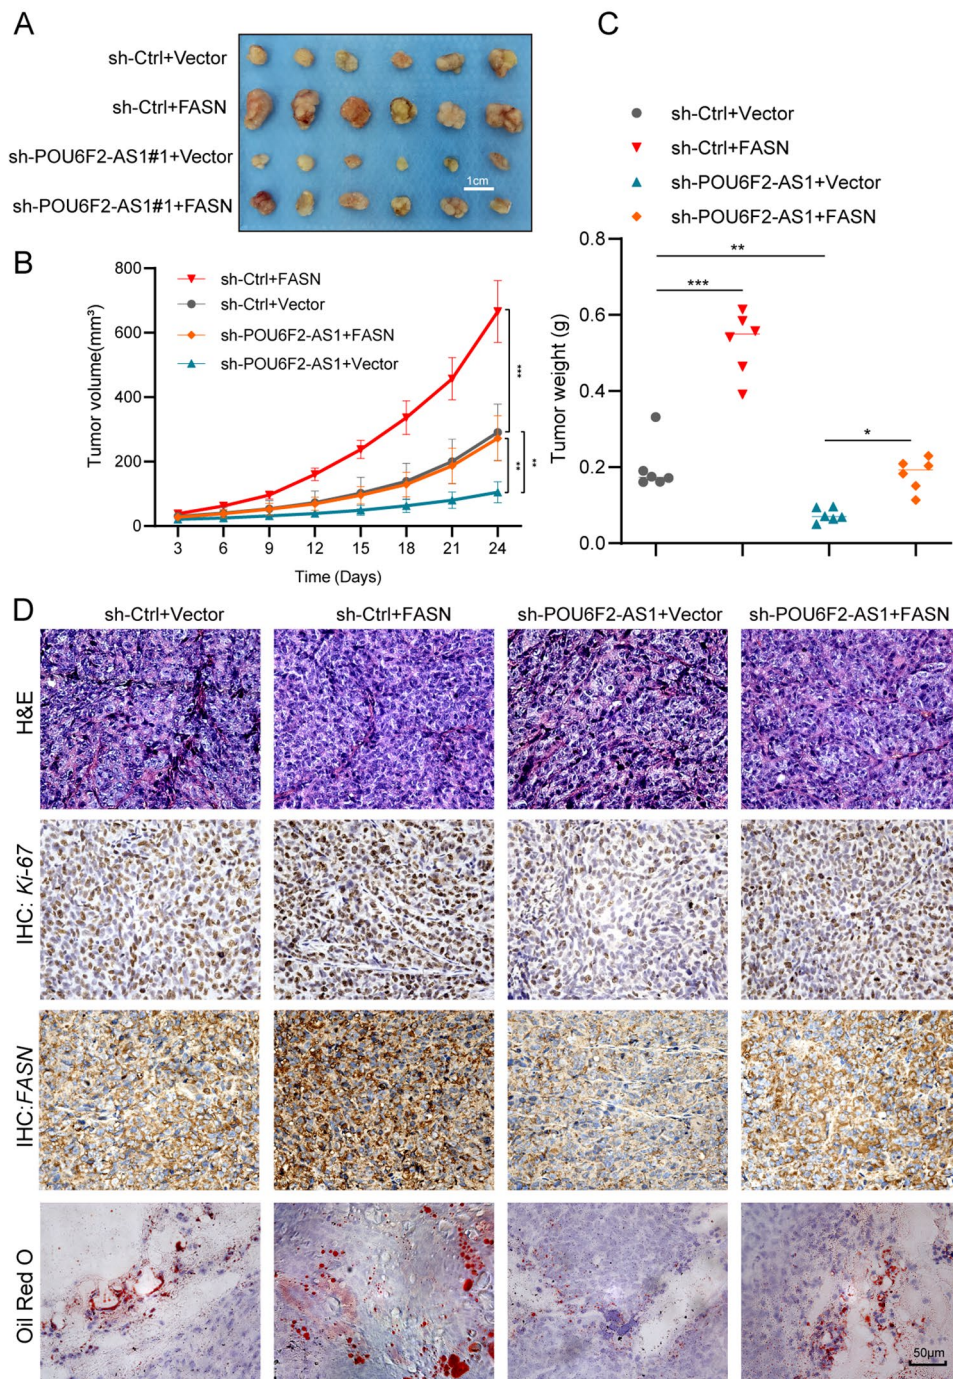 A
sh-Ctrl+Vector
sh-Ctrl+FASN
sh-POU6F2-AS1#1+Vector
sh-POU6F2-AS1#1+FASN
1cm
B
Tumor volume(mm³)
800
600
400
200
0
sh-Ctrl+FASN
sh-Ctrl+Vector
sh-POU6F2-AS1+FASN
sh-POU6F2-AS1+Vector
***
**
**
3 6 9 12 15 18 21 24
Time (Days)
C
sh-Ctrl+Vector
sh-Ctrl+FASN
sh-POU6F2-AS1+Vector
sh-POU6F2-AS1+FASN
Tumor weight (g)
0.8
0.6
0.4
0.2
0.0
**
***
*
D
sh-Ctrl+Vector sh-Ctrl+FASN sh-POU6F2-AS1+Vector sh-POU6F2-AS1+FASN
H&E
IHC: Ki-67
IHC:FASN
Oil Red O
50μm